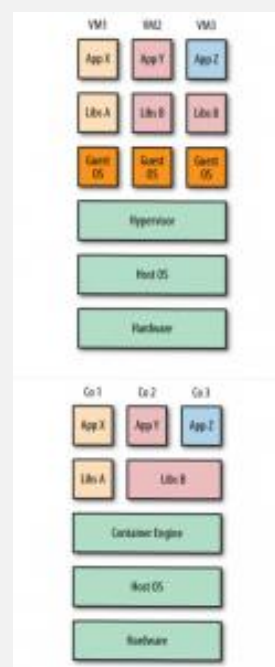 VM1 VM2 VM3
App X App Y App Z
Libs A Libs B Libs B
Guest Guest Guest
OS OS OS
Hypervisor
Host OS
Hardware
Co 1 Co 2 Co 3
App X App Y App Z
Libs A Libs B
Container Engine
Host OS
Hardware